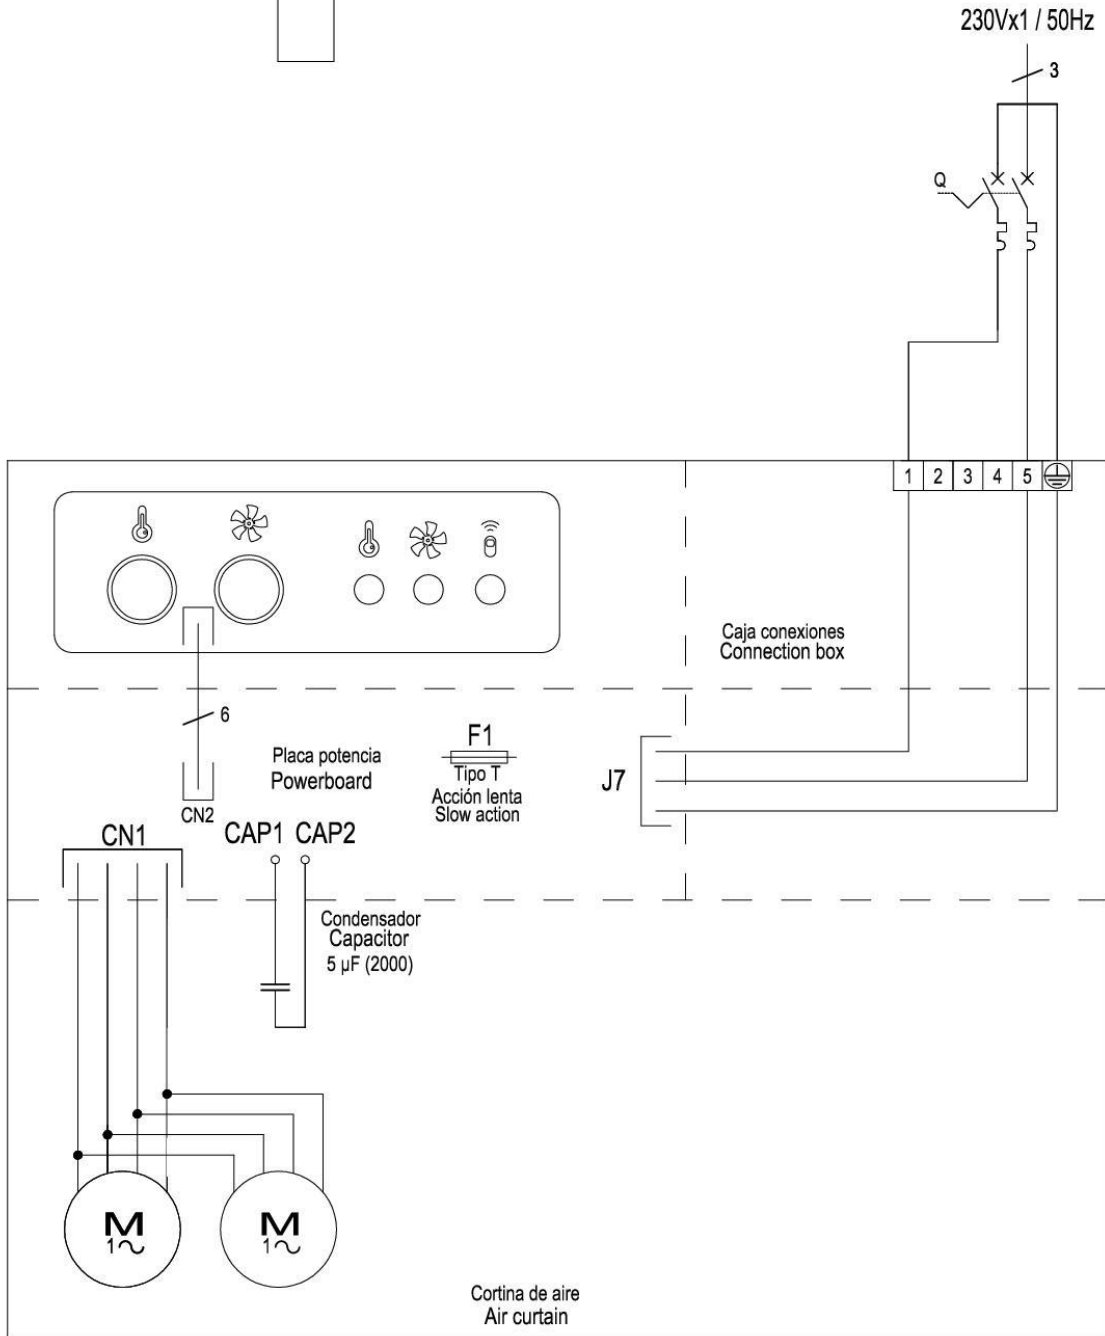 230Vx1 / 50Hz
3
Q
1 2 3 4 5
Caja conexiones
Connection box
6
Placa potencia
Powerboard
F1
Tipo T
Acción lenta
Slow action
J7
CN2
CN1
CAP1 CAP2
Condensador
Capacitor
5 µF (2000)
M
1~
M
1~
Cortina de aire
Air curtain